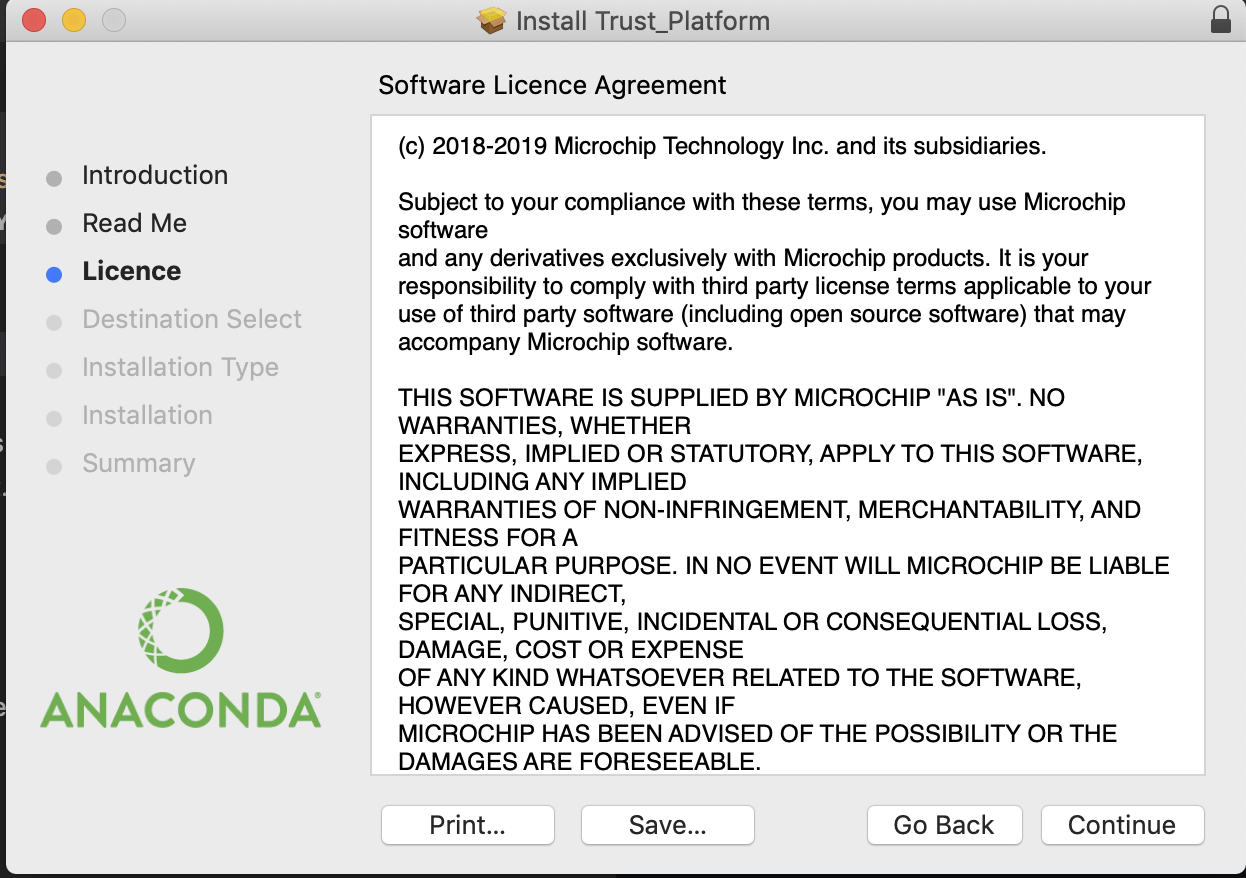 Install Trust_Platform
Software Licence Agreement
Introduction
Read Me
Licence
Destination Select
Installation Type
Installation
Summary
ANACONDA®
(c) 2018-2019 Microchip Technology Inc. and its subsidiaries.
Subject to your compliance with these terms, you may use Microchip
software
and any derivatives exclusively with Microchip products. It is your
responsibility to comply with third party license terms applicable to your
use of third party software (including open source software) that may
accompany Microchip software.
THIS SOFTWARE IS SUPPLIED BY MICROCHIP "AS IS". NO
WARRANTIES, WHETHER
EXPRESS, IMPLIED OR STATUTORY, APPLY TO THIS SOFTWARE,
INCLUDING ANY IMPLIED
WARRANTIES OF NON-INFRINGEMENT, MERCHANTABILITY, AND
FITNESS FOR A
PARTICULAR PURPOSE. IN NO EVENT WILL MICROCHIP BE LIABLE
FOR ANY INDIRECT,
SPECIAL, PUNITIVE, INCIDENTAL OR CONSEQUENTIAL LOSS,
DAMAGE, COST OR EXPENSE
OF ANY KIND WHATSOEVER RELATED TO THE SOFTWARE,
HOWEVER CAUSED, EVEN IF
MICROCHIP HAS BEEN ADVISED OF THE POSSIBILITY OR THE
DAMAGES ARE FORESEEABLE.
Print...
Save...
Go Back
Continue